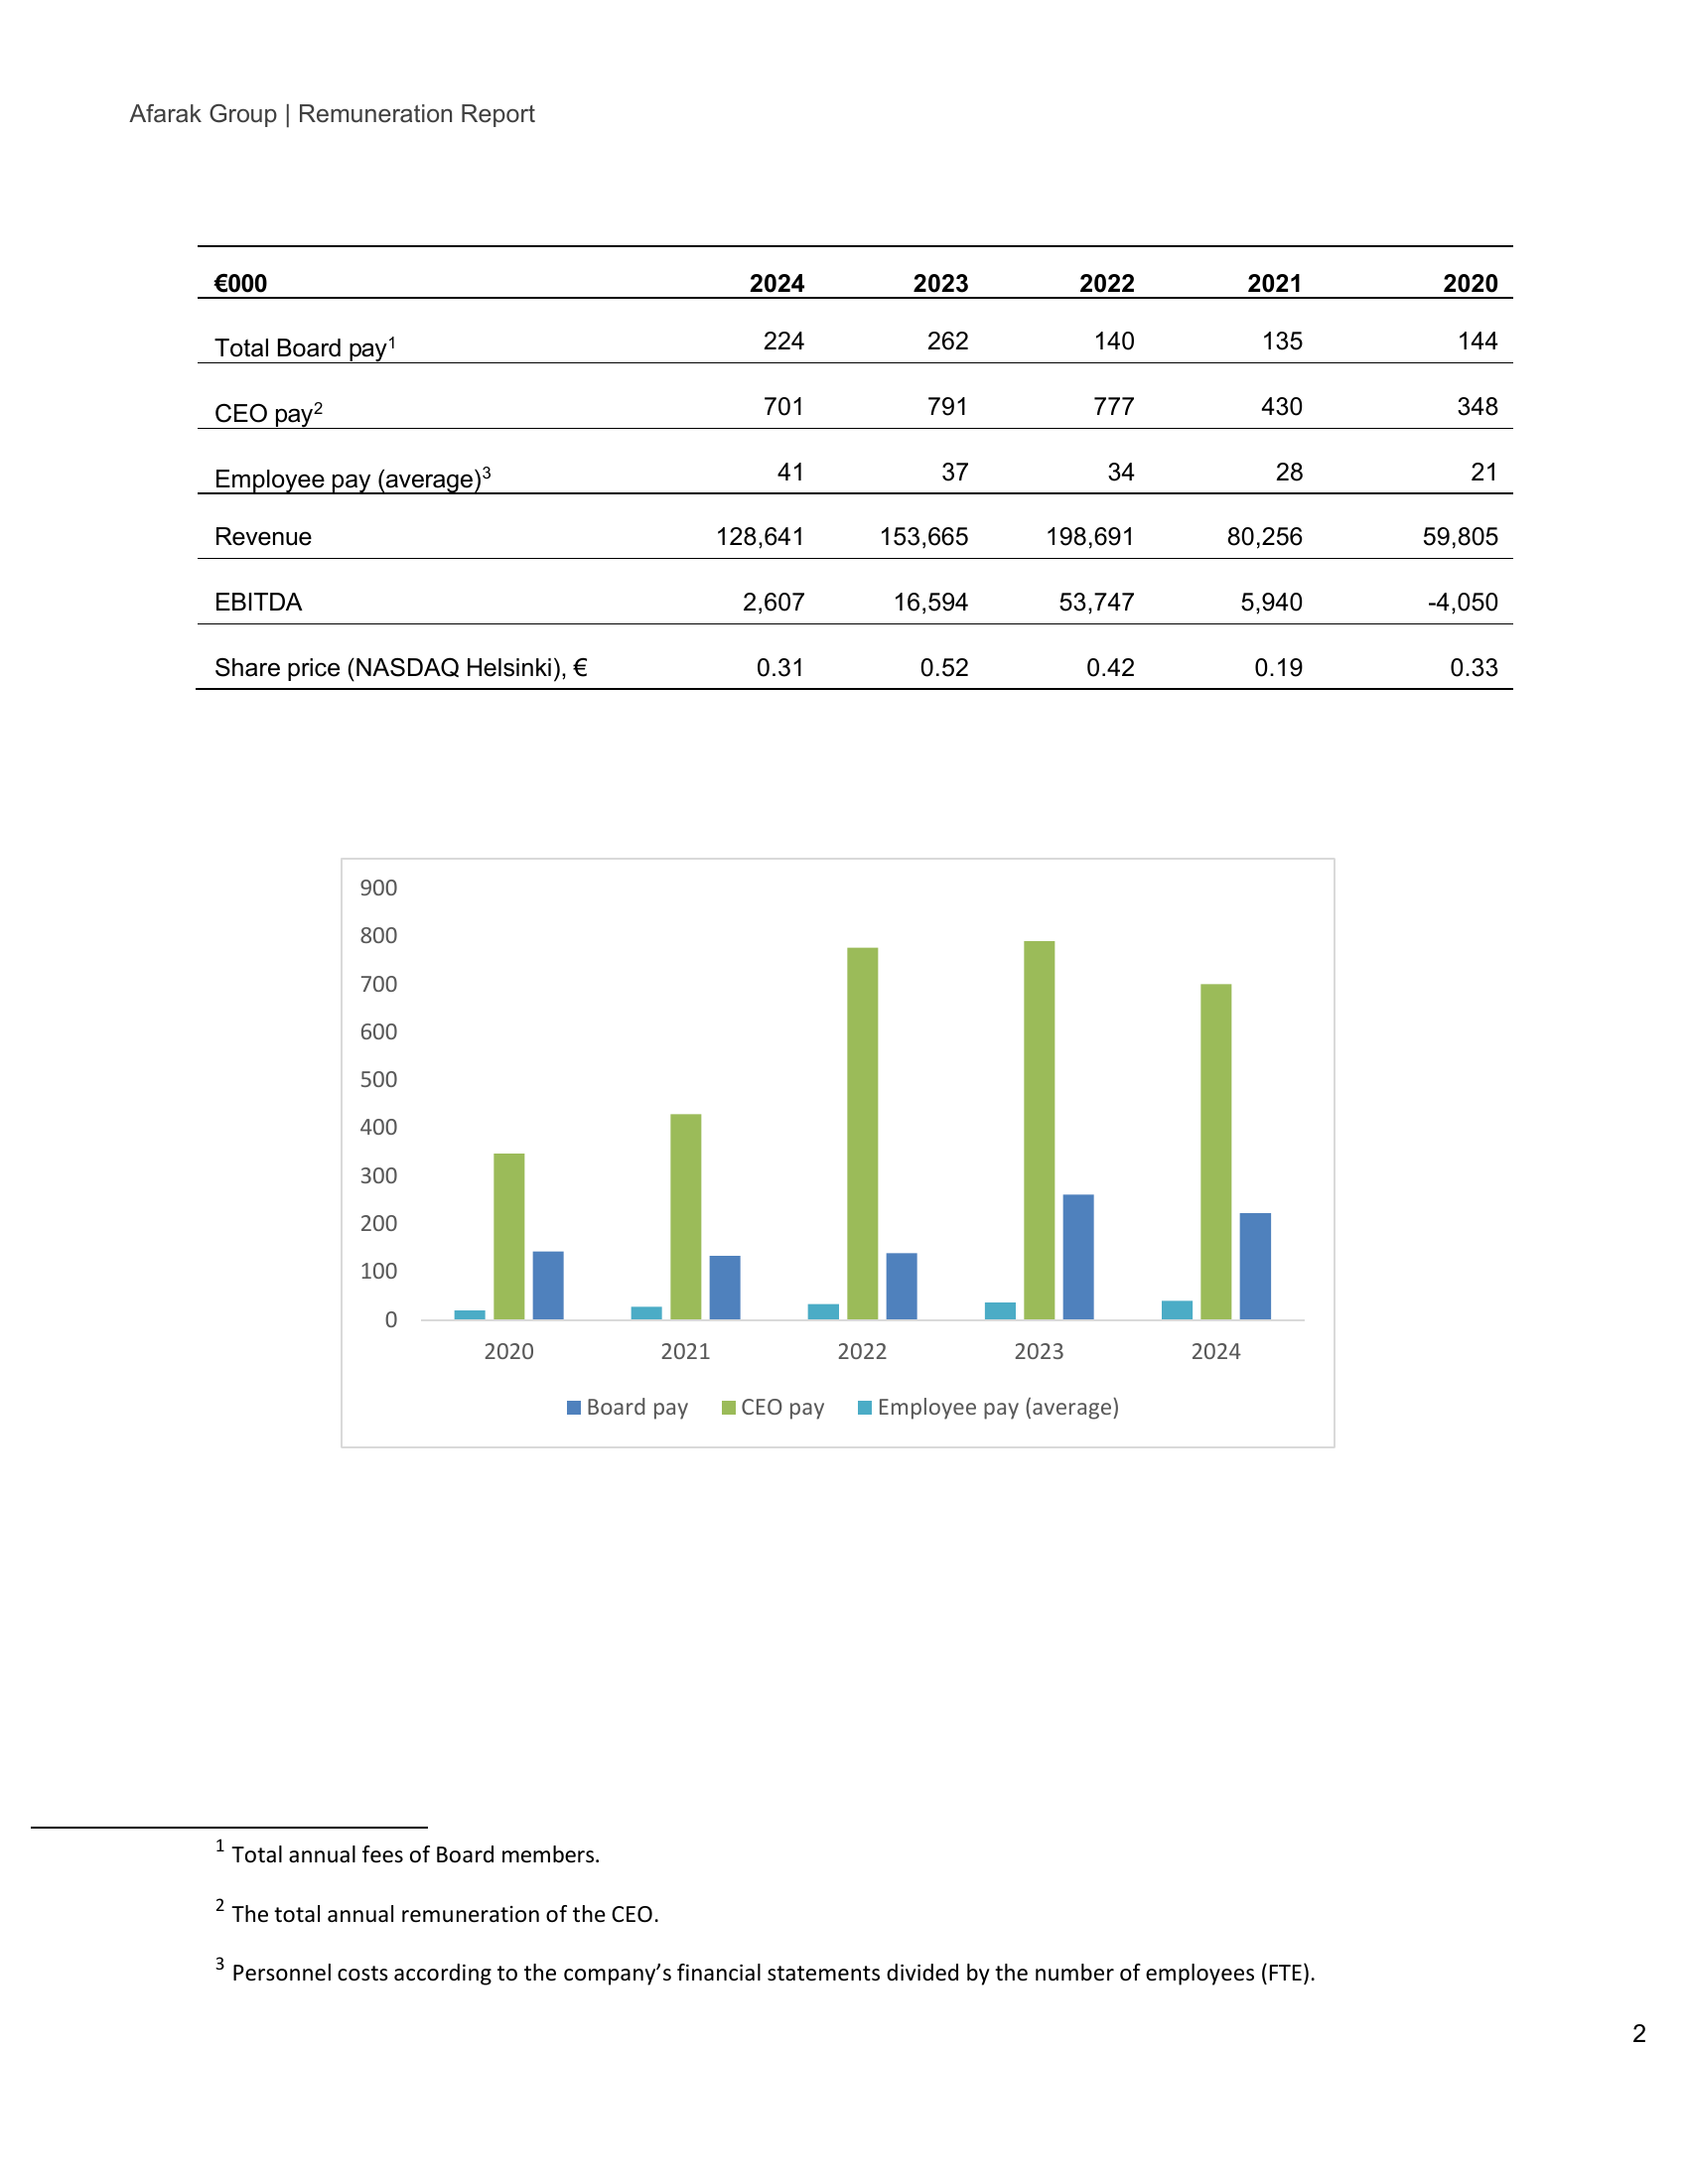 Afarak Group | Remuneration Report
€000 2024 2023 2022 2021 2020
Total Board pay1 224 262 140 135 144
CEO pay2 701 791 777 430 348
Employee pay (average)3 41 37 34 28 21
Revenue 128,641 153,665 198,691 80,256 59,805
EBITDA 2,607 16,594 53,747 5,940 -4,050
Share price (NASDAQ Helsinki), € 0.31 0.52 0.42 0.19 0.33
900
800
700
600
500
400
300
200
100
0
2020 2021 2022 2023 2024
Board pay CEO pay Employee pay (average)
1 Total annual fees of Board members.
2 The total annual remuneration of the CEO.
3 Personnel costs according to the company’s financial statements divided by the number of employees (FTE).
2